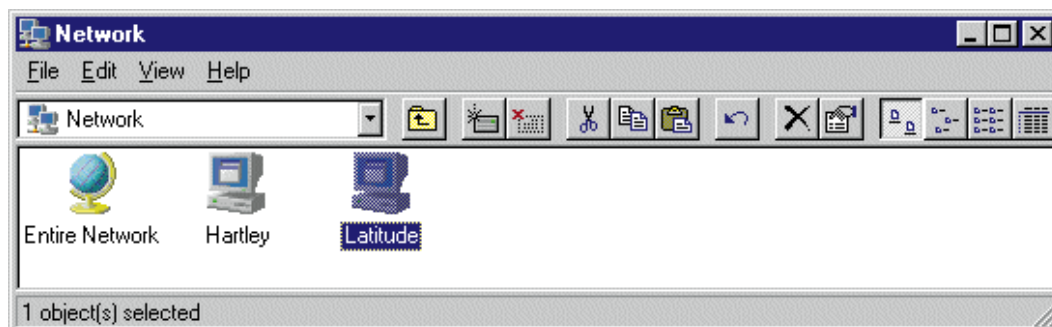 Network
File Edit View Help
Network
Entire Network Hartley Latitude
1 object(s) selected